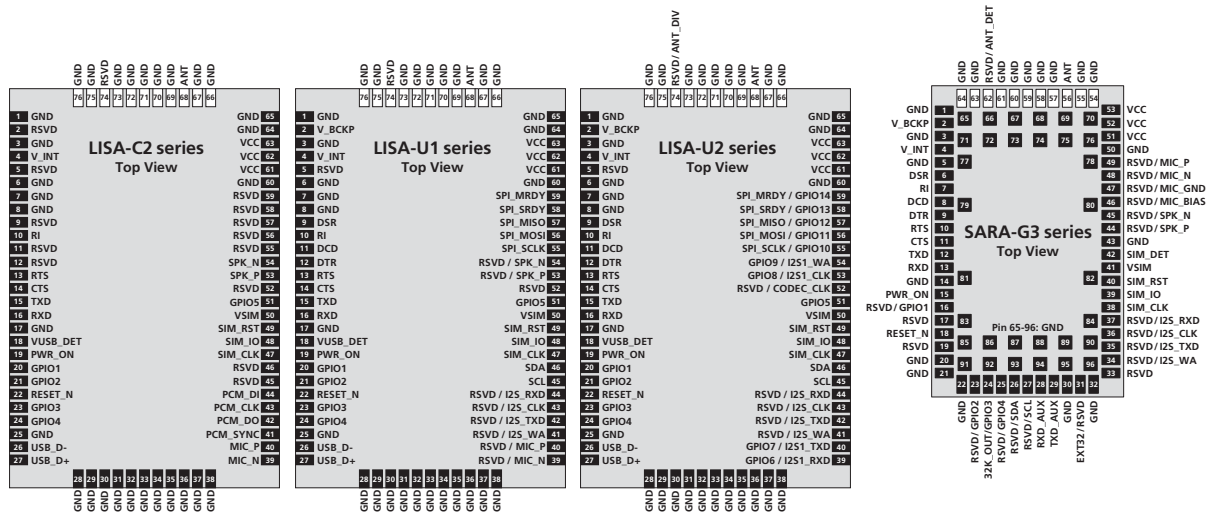 GND GND RSVD GND GND GND GND GND ANT GND GND
76 75 74 73 72 71 70 69 68 67 66
LISA-C2 series
Top View
1 GND
2 RSVD
3 GND
4 V_INT
5 RSVD
6 GND
7 GND
8 GND
9 RSVD
10 RI
11 RSVD
12 RSVD
13 RTS
14 CTS
15 TXD
16 RXD
17 GND
18 VUSB_DET
19 PWR_ON
20 GPIO1
21 GPIO2
22 RESET_N
23 GPIO3
24 GPIO4
25 GND
26 USB_D-
27 USB_D+
GND 65
GND 64
VCC 63
VCC 62
VCC 61
GND 60
RSVD 59
RSVD 58
RSVD 57
RSVD 56
RSVD 55
SPK_N 54
SPK_P 53
RSVD 52
GPIO5 51
VSIM 50
SIM_RST 49
SIM_IO 48
SIM_CLK 47
RSVD 46
RSVD 45
PCM_DI 44
PCM_CLK 43
PCM_DO 42
PCM_SYNC 41
MIC_P 40
MIC_N 39
28 29 30 31 32 33 34 35 36 37 38
GND GND GND GND GND GND GND GND GND GND GND
GND GND RSVD GND GND GND GND GND ANT GND GND
76 75 74 73 72 71 70 69 68 67 66
LISA-U1 series
Top View
1 GND
2 V_BCKP
3 GND
4 V_INT
5 RSVD
6 GND
7 GND
8 GND
9 DSR
10 RI
11 DCD
12 DTR
13 RTS
14 CTS
15 TXD
16 RXD
17 GND
18 VUSB_DET
19 PWR_ON
20 GPIO1
21 GPIO2
22 RESET_N
23 GPIO3
24 GPIO4
25 GND
26 USB_D-
27 USB_D+
GND 65
GND 64
VCC 63
VCC 62
VCC 61
GND 60
SPI_MRDY 59
SPI_SRDY 58
SPI_MISO 57
SPI_MOSI 56
SPI_SCLK 55
RSVD / SPK_N 54
RSVD / SPK_P 53
RSVD 52
GPIO5 51
VSIM 50
SIM_RST 49
SIM_IO 48
SIM_CLK 47
SDA 46
SCL 45
RSVD / I2S_RXD 44
RSVD / I2S_CLK 43
RSVD / I2S_TXD 42
RSVD / I2S_WA 41
RSVD / MIC_P 40
RSVD / MIC_N 39
28 29 30 31 32 33 34 35 36 37 38
GND GND GND GND GND GND GND GND GND GND GND
GND GND RSVD/ ANT_DIV GND GND GND GND GND ANT GND GND
76 75 74 73 72 71 70 69 68 67 66
LISA-U2 series
Top View
1 GND
2 V_BCKP
3 GND
4 V_INT
5 RSVD
6 GND
7 GND
8 GND
9 DSR
10 RI
11 DCD
12 DTR
13 RTS
14 CTS
15 TXD
16 RXD
17 GND
18 VUSB_DET
19 PWR_ON
20 GPIO1
21 GPIO2
22 RESET_N
23 GPIO3
24 GPIO4
25 GND
26 USB_D-
27 USB_D+
GND 65
GND 64
VCC 63
VCC 62
VCC 61
GND 60
SPI_MRDY / GPIO14 59
SPI_SRDY / GPIO13 58
SPI_MISO / GPIO12 57
SPI_MOSI / GPIO11 56
SPI_SCLK / GPIO10 55
GPIO9 / I2S1_WA 54
GPIO8 / I2S1_CLK 53
RSVD / CODEC_CLK 52
GPIO5 51
VSIM 50
SIM_RST 49
SIM_IO 48
SIM_CLK 47
SDA 46
SCL 45
RSVD / I2S_RXD 44
RSVD / I2S_CLK 43
RSVD / I2S_TXD 42
RSVD / I2S_WA 41
GPIO7 / I2S1_TXD 40
GPIO6 / I2S1_RXD 39
28 29 30 31 32 33 34 35 36 37 38
GND GND GND GND GND GND GND GND GND GND GND
GND GND RSVD/ ANT_DET GND GND GND GND GND ANT GND GND
64 63 62 61 60 59 58 57 56 55 54
GND 1
V_BCKP 2
GND 3
V_INT 4
GND 5
DSR 6
RI 7
DCD 8
DTR 9
RTS 10
CTS 11
TXD 12
RXD 13
GND 14
PWR_ON 15
RSVD/GPIO1 16
RSVD 17
RESET_N 18
RSVD 19
GND 20
GND 21
65 66 67 68 69 70
71 72 73 74 75 76
77 78
79 80
SARA-G3 series
Top View
81 82
83 84
Pin 65-96: GND
85 86 87 88 89 90
91 92 93 94 95 96
53 VCC
52 VCC
51 VCC
50 GND
49 RSVD/ MIC_P
48 RSVD/ MIC_N
47 RSVD/ MIC_GND
46 RSVD/ MIC_BIAS
45 RSVD/ SPK_N
44 RSVD/ SPK_P
43 GND
42 SIM_DET
41 VSIM
40 SIM_RST
39 SIM_IO
38 SIM_CLK
37 RSVD/ I2S_RXD
36 RSVD/ I2S_CLK
35 RSVD/ I2S_TXD
34 RSVD/ I2S_WA
33 RSVD
22 23 24 25 26 27 28 29 30 31 32
GND RSVD/ GPIO2 32K_OUT/ GPIO3 RSVD/ GPIO4 RSVD/SDA RSVD/SCL RXD_AUX TXD_AUX GND EXT32/ RSVD GND